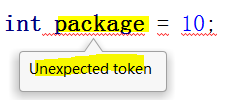 int package = 10;
Unexpected token